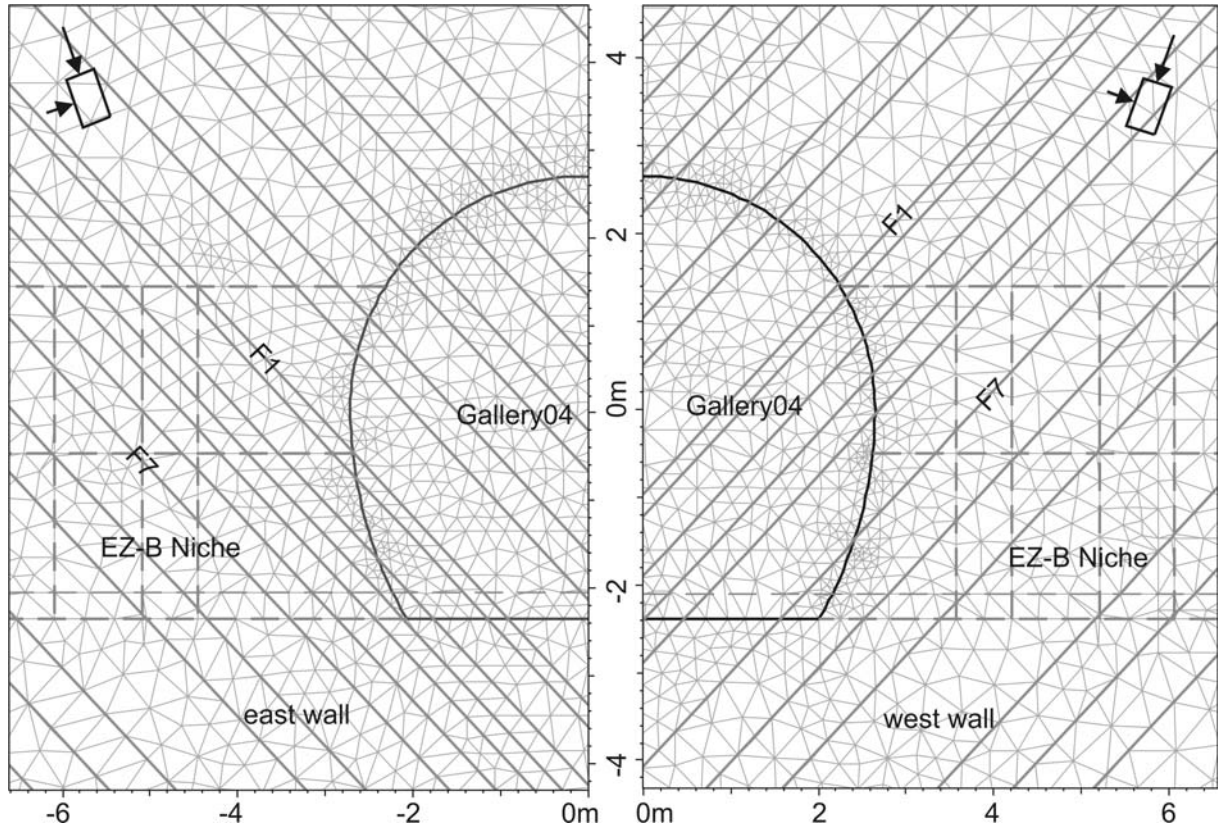 4
2
0m
-2
-4
F1
F7
Gallery04
EZ-B Niche
east wall
F1
F7
Gallery04
EZ-B Niche
west wall
-6
-4
-2
0m
0m
2
4
6